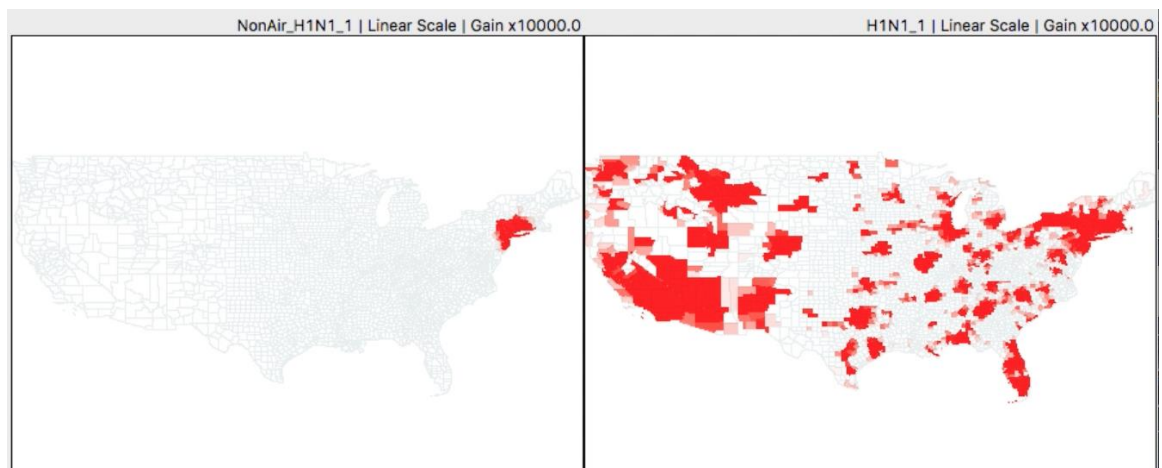 NonAir_H1N1_1 | Linear Scale | Gain x10000.0
H1N1_1 | Linear Scale | Gain x10000.0